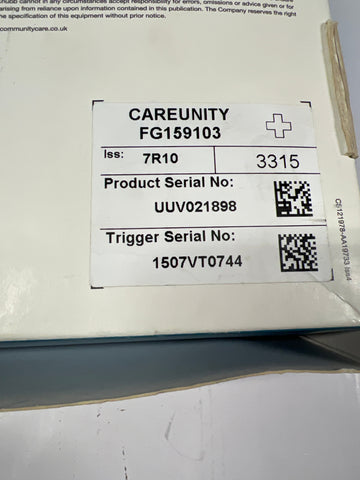 chubb cannot in any circumstances accept responsibility for errors, omissions or advice given or for
arising from reliance upon information contained in this publication. The Company reserves the right
the specification of this equipment without prior notice.
communitycare.co.uk
CAREUNITY
FG159103
Iss: 7R10 3315
Product Serial No:
UUV021898
Trigger Serial No:
1507VT0744